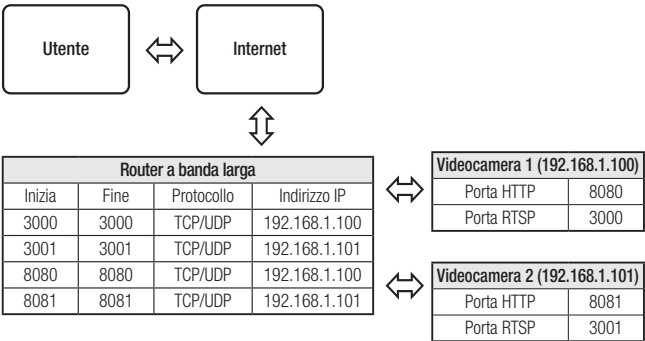 Utente
Internet
Router a banda larga
Inizia Fine Protocollo Indirizzo IP
3000 3000 TCP/UDP 192.168.1.100
3001 3001 TCP/UDP 192.168.1.101
8080 8080 TCP/UDP 192.168.1.100
8081 8081 TCP/UDP 192.168.1.101
Videocamera 1 (192.168.1.100)
Porta HTTP 8080
Porta RTSP 3000
Videocamera 2 (192.168.1.101)
Porta HTTP 8081
Porta RTSP 3001